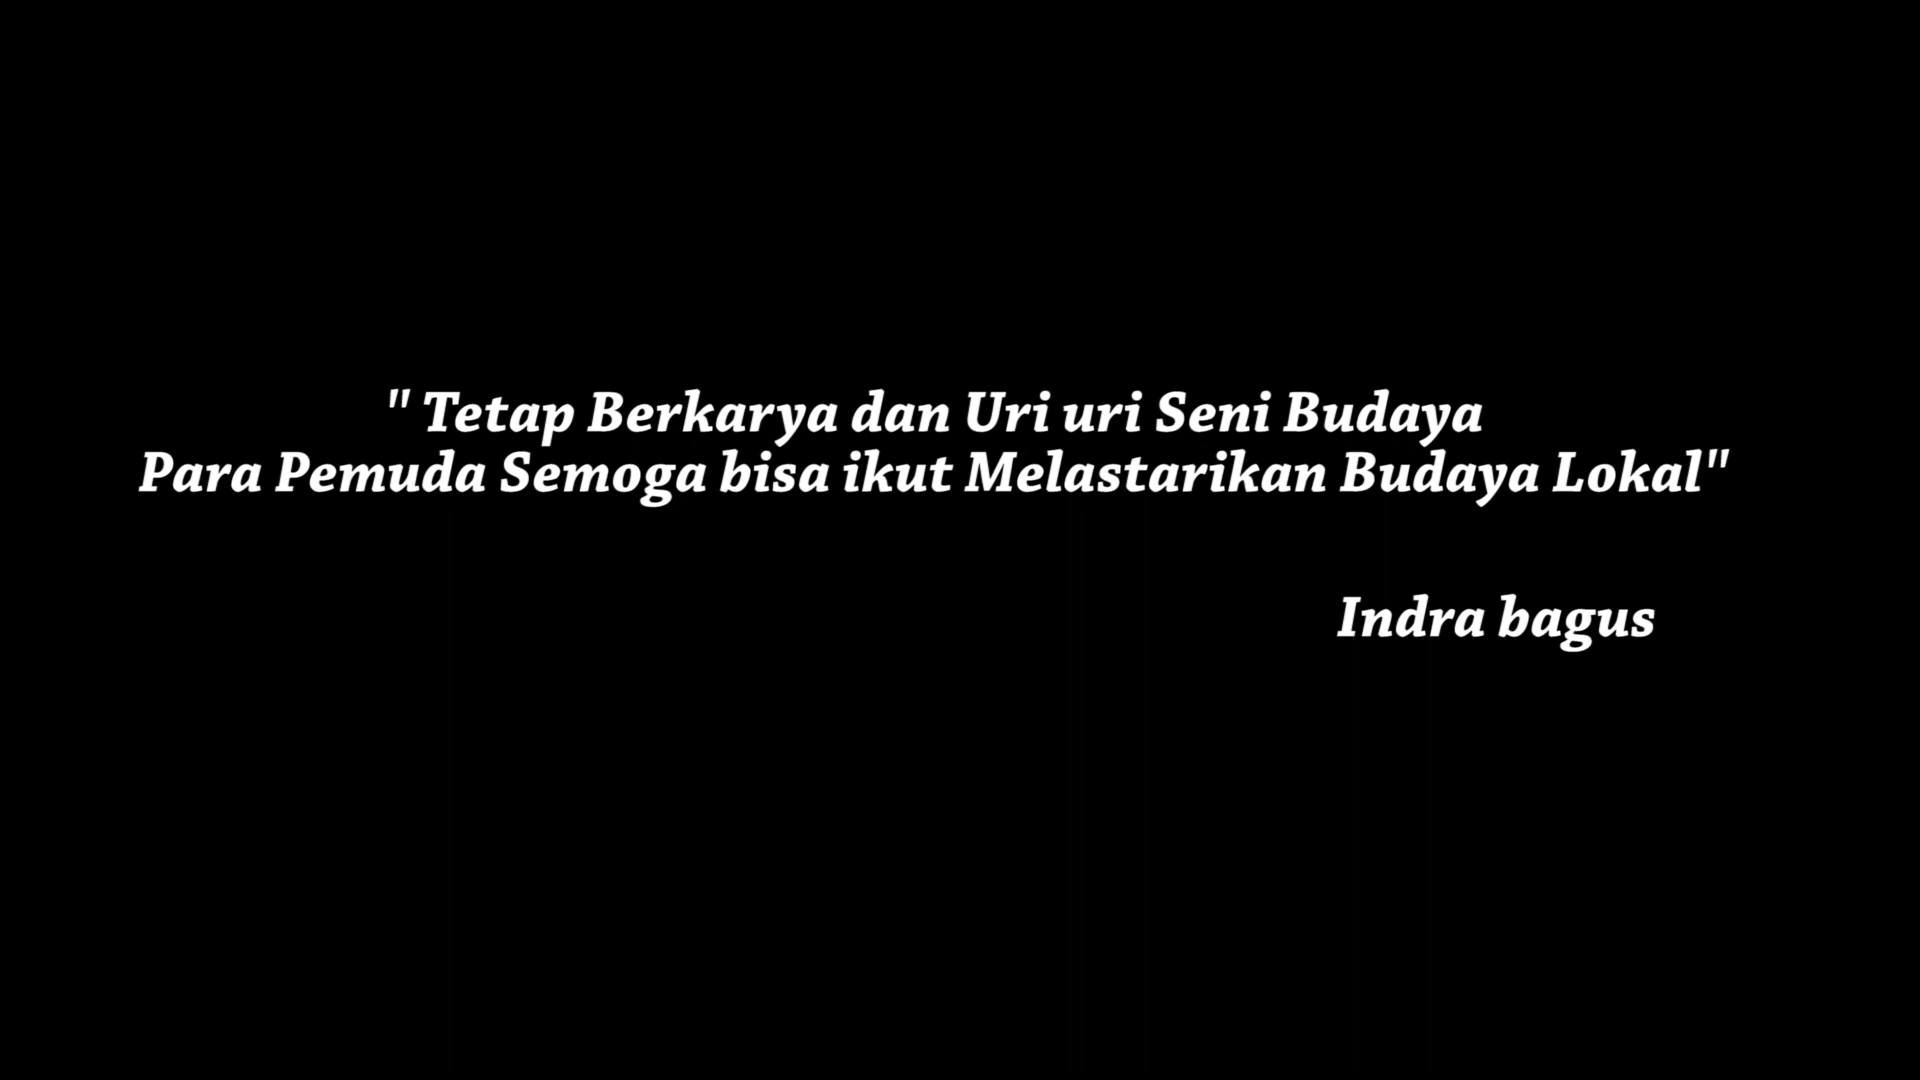 " Tetap Berkarya dan Uri uri Seni Budaya
Para Pemuda Semoga bisa ikut Melastarikan Budaya Lokal"
Indra bagus